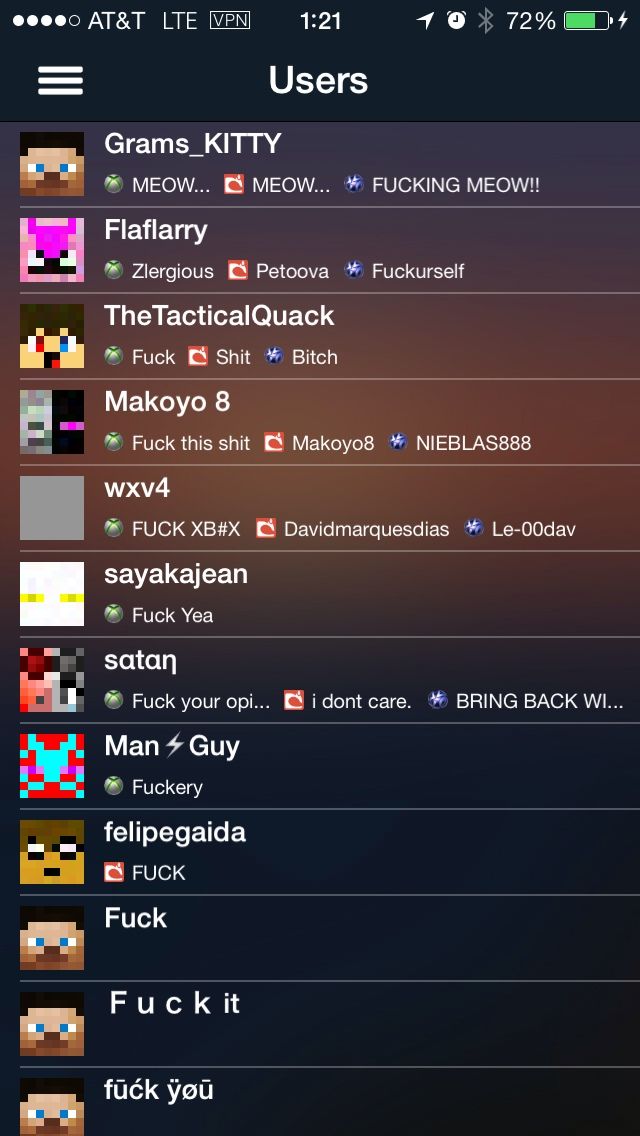 AT&T LTE VPN 1:21 72%
Users
Grams_KITTY
MEOW... MEOW... FUCKING MEOW!!
Flaflarry
Zlergious Petoova Fuckurself
TheTacticalQuack
Fuck Shit Bitch
Makoyo 8
Fuck this shit Makoyo8 NIEBLAS888
wxv4
FUCK XB#X Davidmarquesdias Le-00dav
sayakajean
Fuck Yea
sαtαη
Fuck your opi... i dont care. BRING BACK WI...
Man⚡Guy
Fuckery
felipegaida
FUCK
Fuck
Ｆｕｃｋ it
fūćk ÿøū